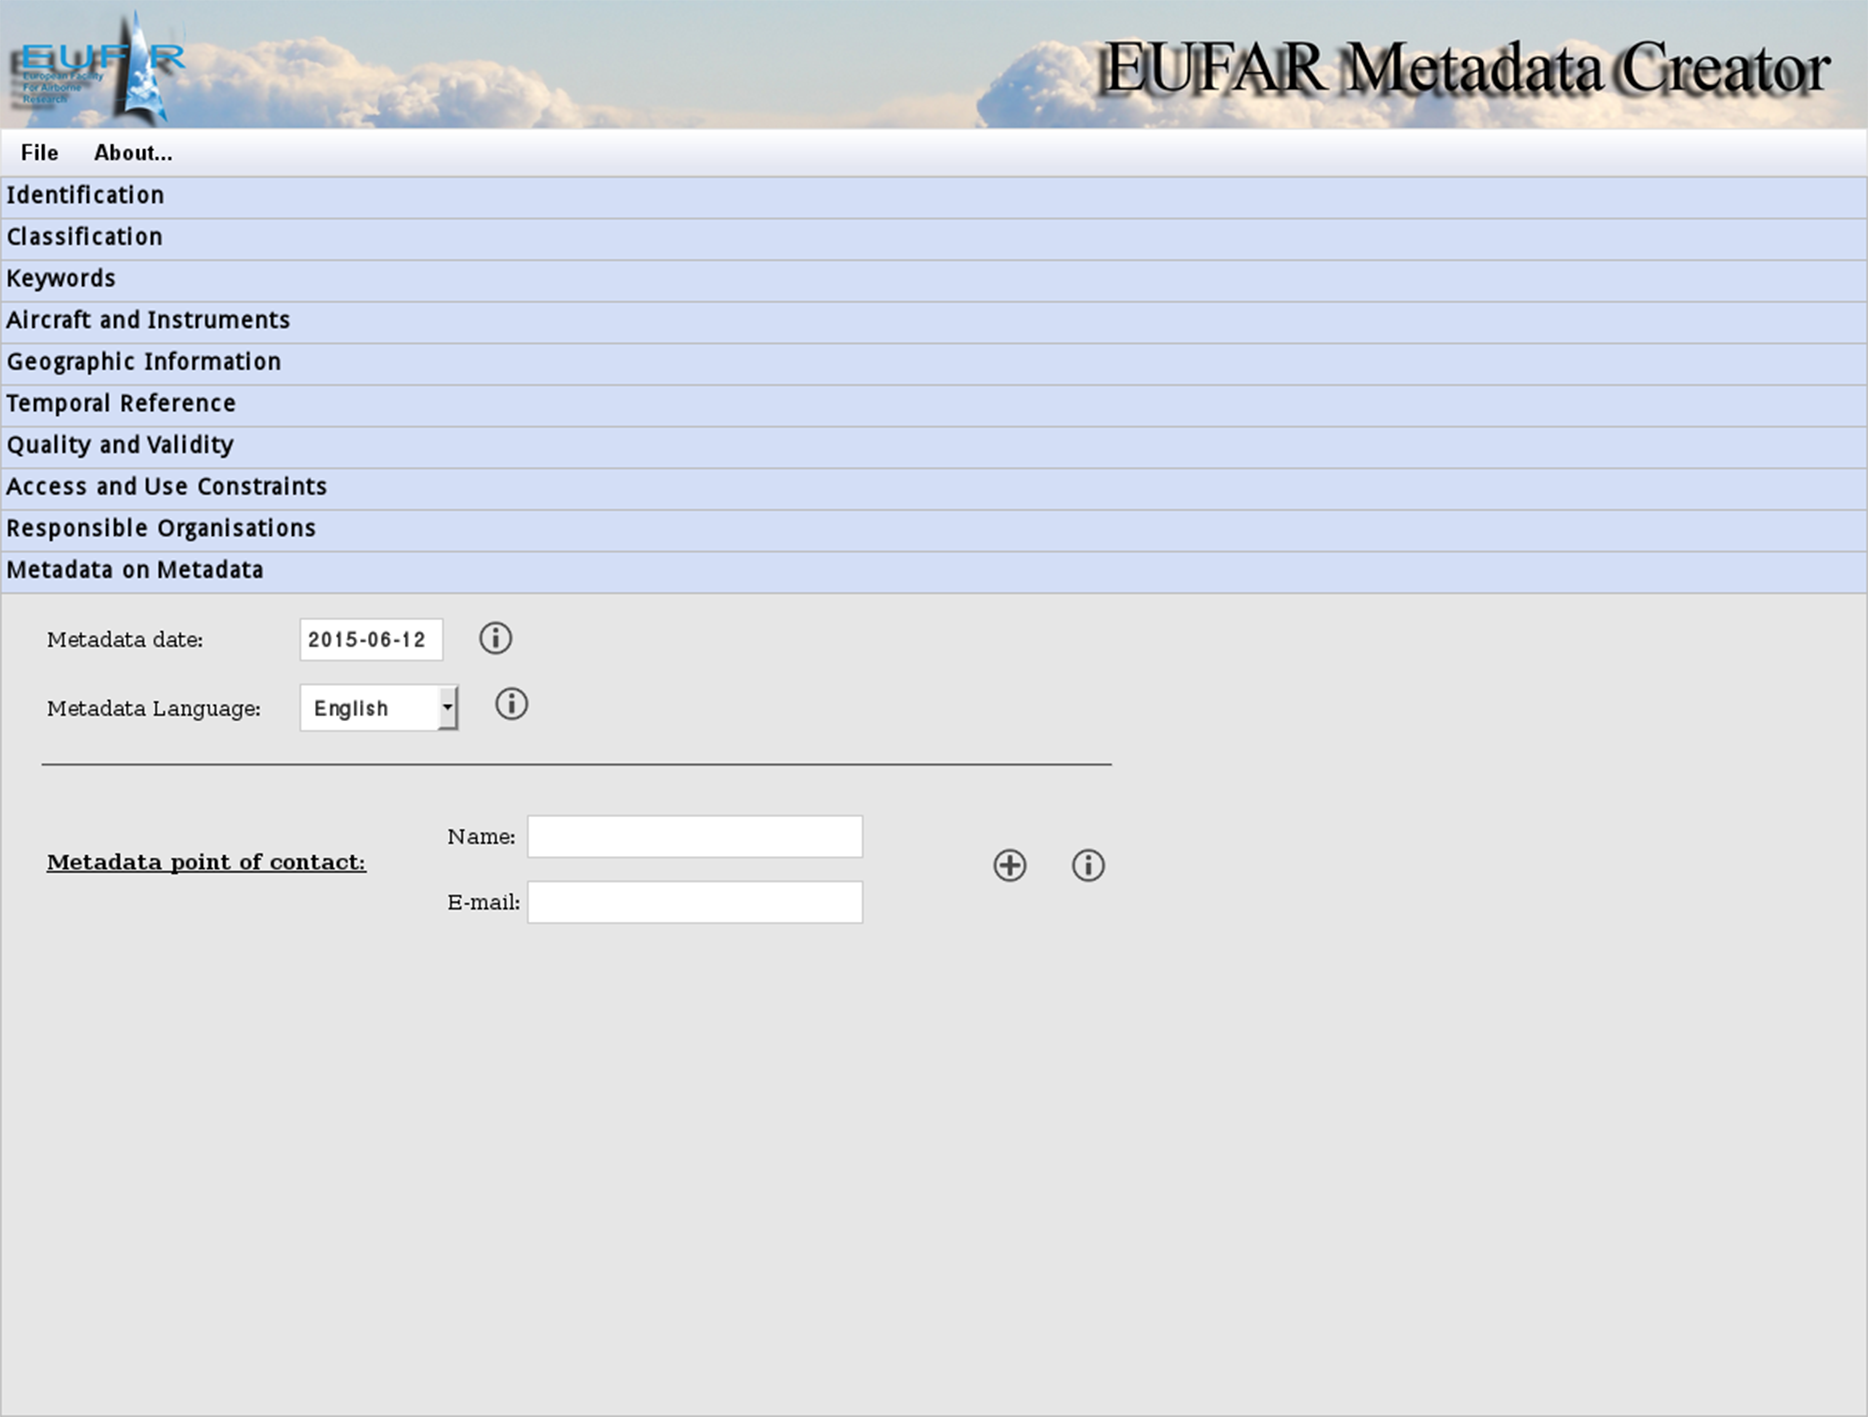 EUFAR
European Facility
For Airborne
Research
EUFAR Metadata Creator
File About...
Identification
Classification
Keywords
Aircraft and Instruments
Geographic Information
Temporal Reference
Quality and Validity
Access and Use Constraints
Responsible Organisations
Metadata on Metadata
Metadata date: 2015-06-12
Metadata Language: English
Name:
Metadata point of contact:
E-mail: